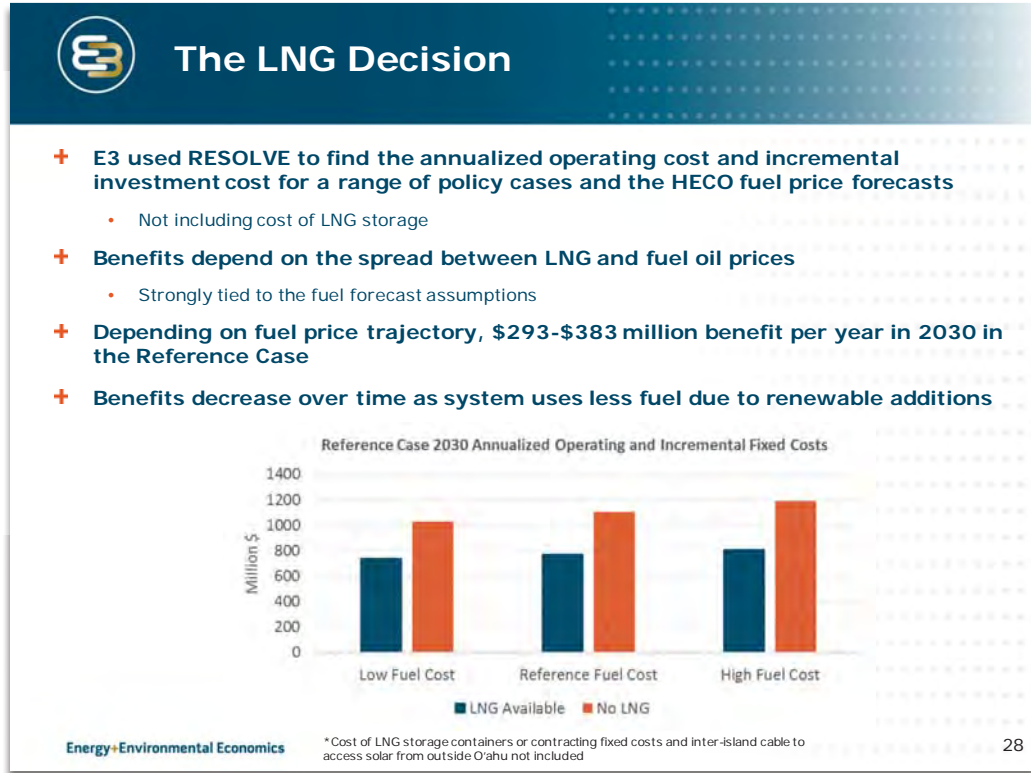 E3
The LNG Decision
+ E3 used RESOLVE to find the annualized operating cost and incremental
investment cost for a range of policy cases and the HECO fuel price forecasts
• Not including cost of LNG storage
+ Benefits depend on the spread between LNG and fuel oil prices
• Strongly tied to the fuel forecast assumptions
+ Depending on fuel price trajectory, $293-$383 million benefit per year in 2030 in
the Reference Case
+ Benefits decrease over time as system uses less fuel due to renewable additions
Reference Case 2030 Annualized Operating and Incremental Fixed Costs
Million $
1400
1200
1000
800
600
400
200
0
Low Fuel Cost Reference Fuel Cost High Fuel Cost
LNG Available No LNG
Energy+Environmental Economics
*Cost of LNG storage containers or contracting fixed costs and inter-island cable to
access solar from outside O'ahu not included
28